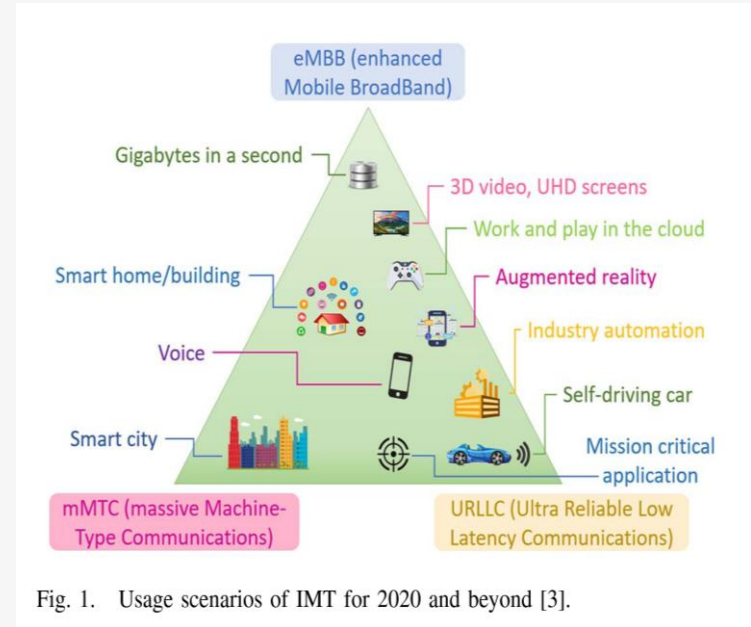 eMBB (enhanced
Mobile BroadBand)
Gigabytes in a second
3D video, UHD screens
Work and play in the cloud
Smart home/building
Augmented reality
Industry automation
Voice
Self-driving car
Smart city
Mission critical
application
mMTC (massive Machine-
Type Communications)
URLLC (Ultra Reliable Low
Latency Communications)
Fig. 1. Usage scenarios of IMT for 2020 and beyond [3].